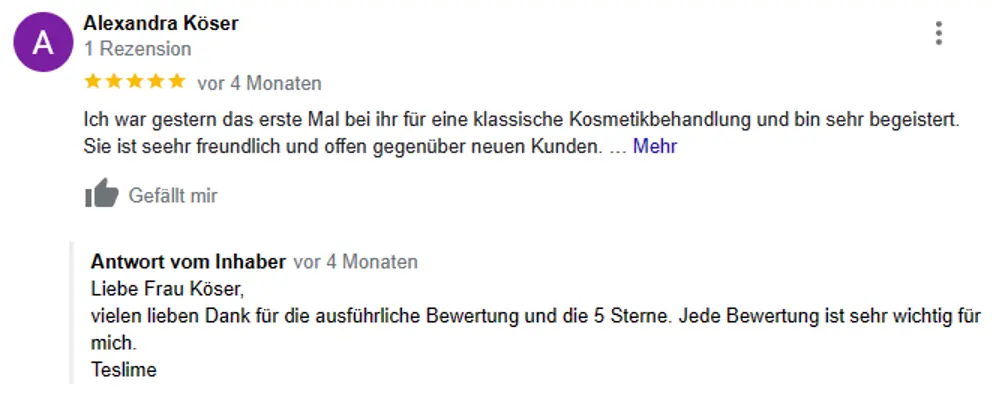 A
Alexandra Köser
1 Rezension
vor 4 Monaten
Ich war gestern das erste Mal bei ihr für eine klassische Kosmetikbehandlung und bin sehr begeistert.
Sie ist seehr freundlich und offen gegenüber neuen Kunden. ... Mehr
Gefällt mir
Antwort vom Inhaber vor 4 Monaten
Liebe Frau Köser,
vielen lieben Dank für die ausführliche Bewertung und die 5 Sterne. Jede Bewertung ist sehr wichtig für
mich.
Teslime